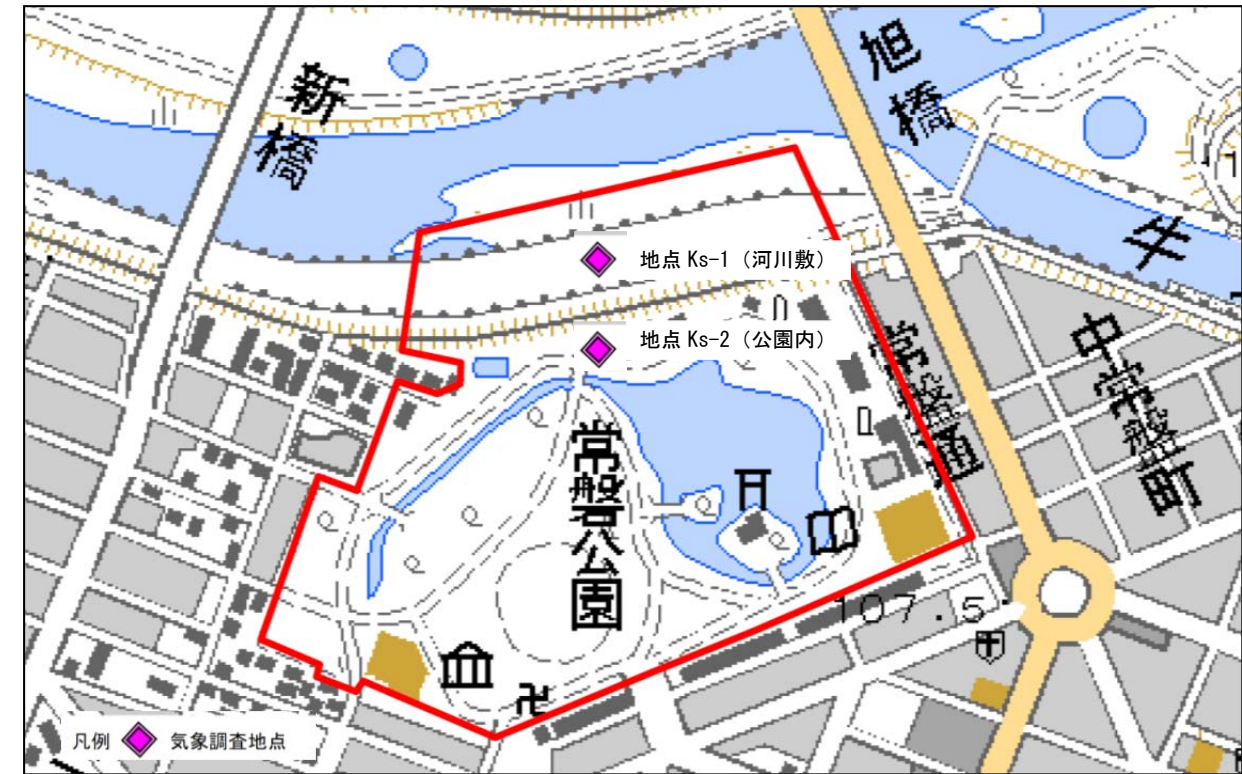 新橋
旭橋
牛
地点 Ks-1（河川敷）
地点 Ks-2（公園内）
常盤通
中常盤町
常磐公園
107.5
凡例 気象調査地点